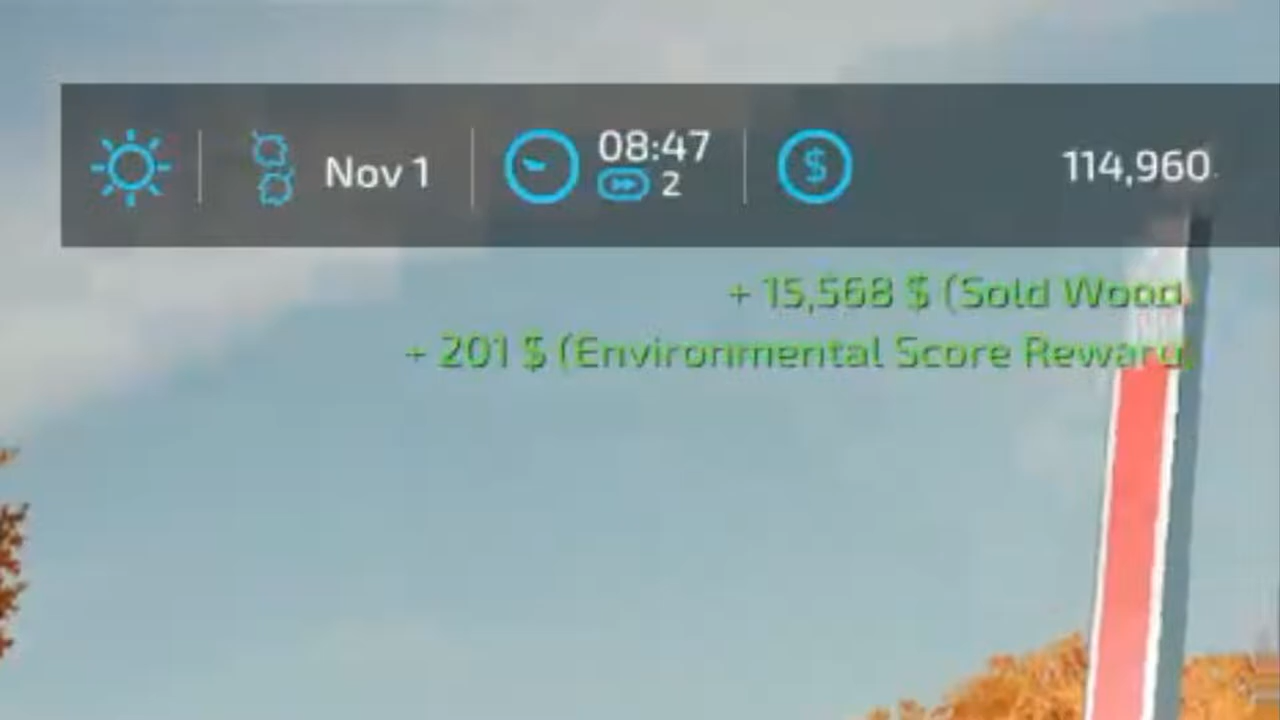 Nov 1
08:47
2
$
114,960
+ 15,568 $ (Sold Wood)
+ 201 $ (Environmental Score Reward)